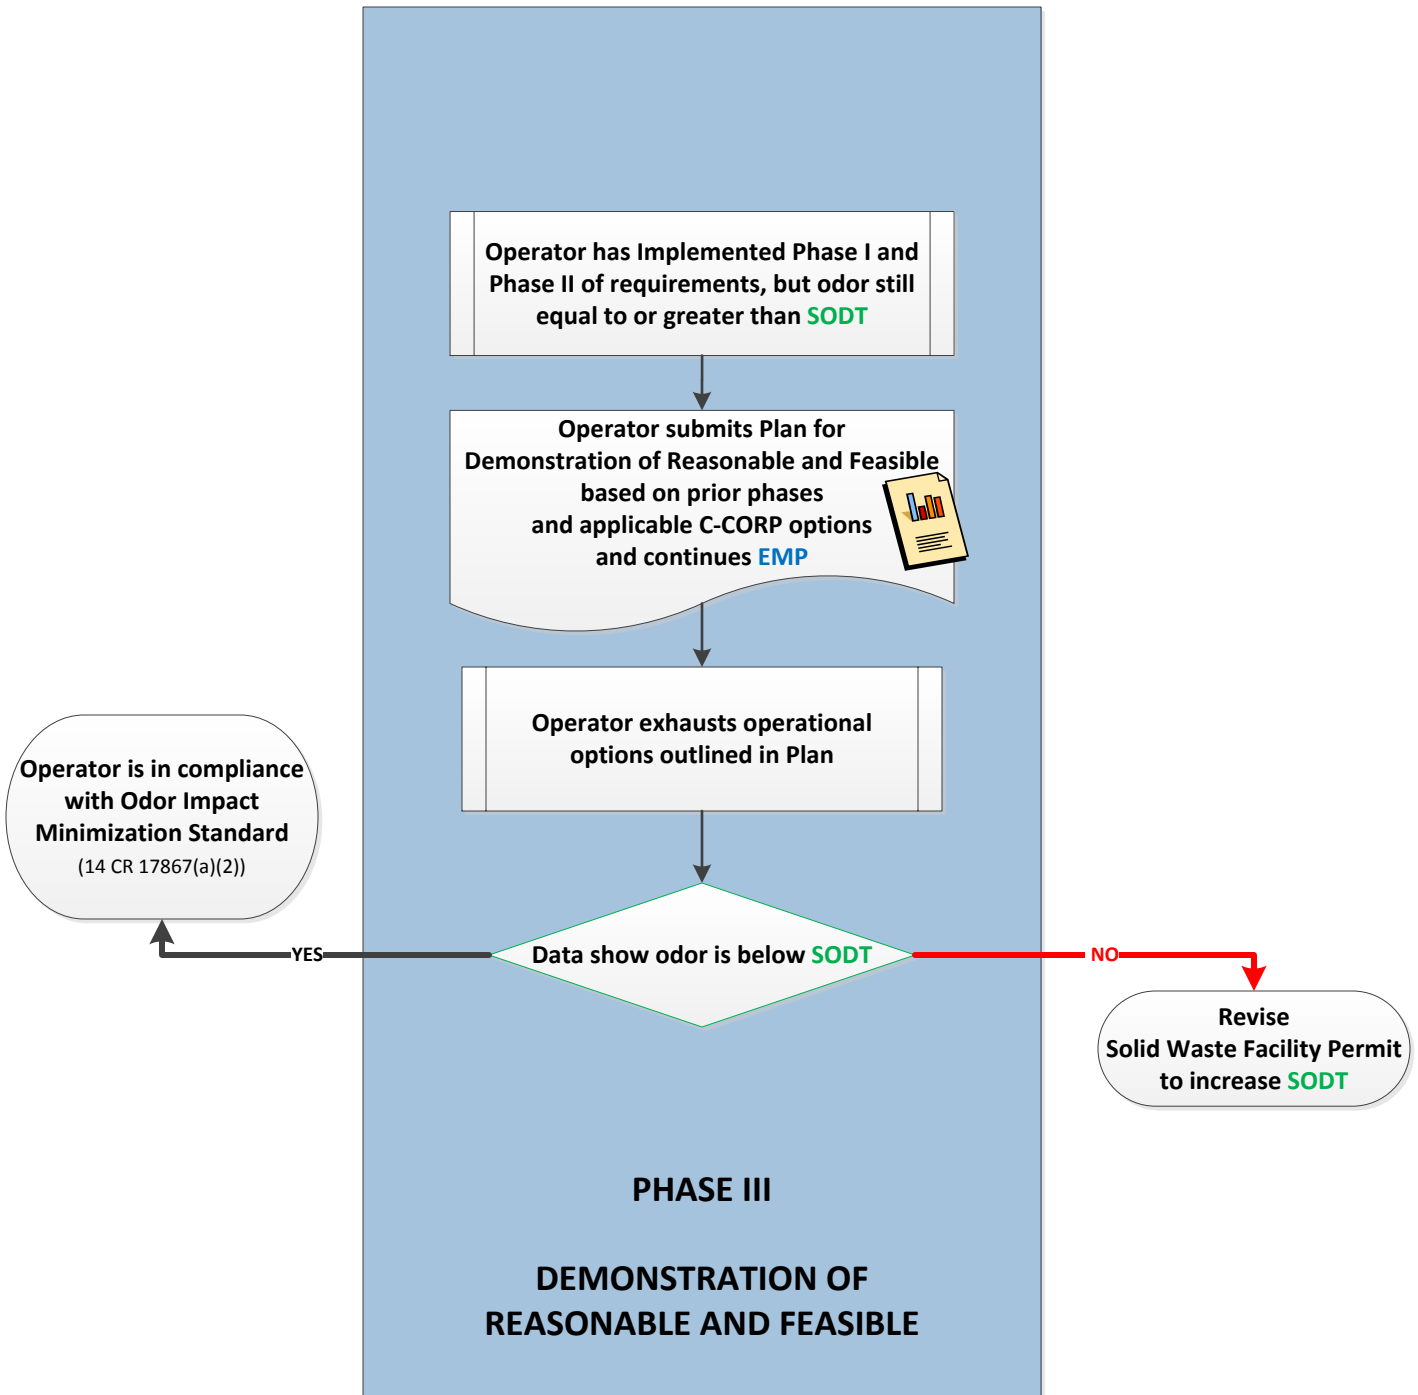 Operator has Implemented Phase I and
Phase II of requirements, but odor still
equal to or greater than SODT
Operator submits Plan for
Demonstration of Reasonable and Feasible
based on prior phases
and applicable C-CORP options
and continues EMP
Operator exhausts operational
options outlined in Plan
Operator is in compliance
with Odor Impact
Minimization Standard
(14 CR 17867(a)(2))
YES
Data show odor is below SODT
NO
Revise
Solid Waste Facility Permit
to increase SODT
PHASE III
DEMONSTRATION OF
REASONABLE AND FEASIBLE